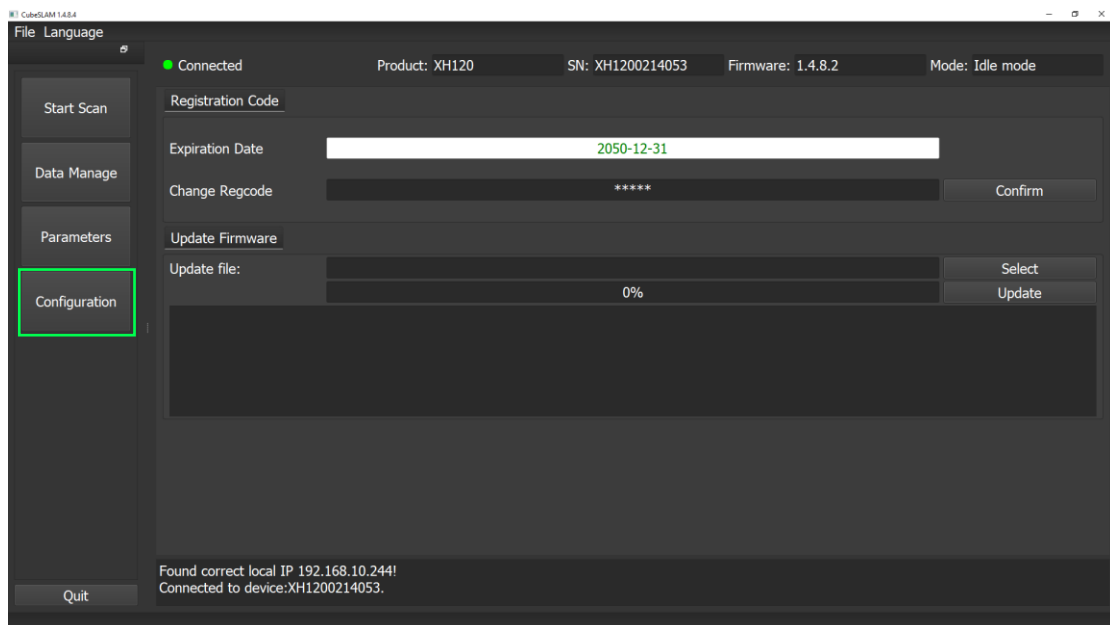 CubeSLAM 1.4.8.4
File Language
Connected Product: XH120 SN: XH1200214053 Firmware: 1.4.8.2 Mode: Idle mode
Start Scan
Data Manage
Parameters
Configuration
Quit
Registration Code
Expiration Date 2050-12-31
Change Regcode ***** Confirm
Update Firmware
Update file: Select
0% Update
Found correct local IP 192.168.10.244!
Connected to device:XH1200214053.